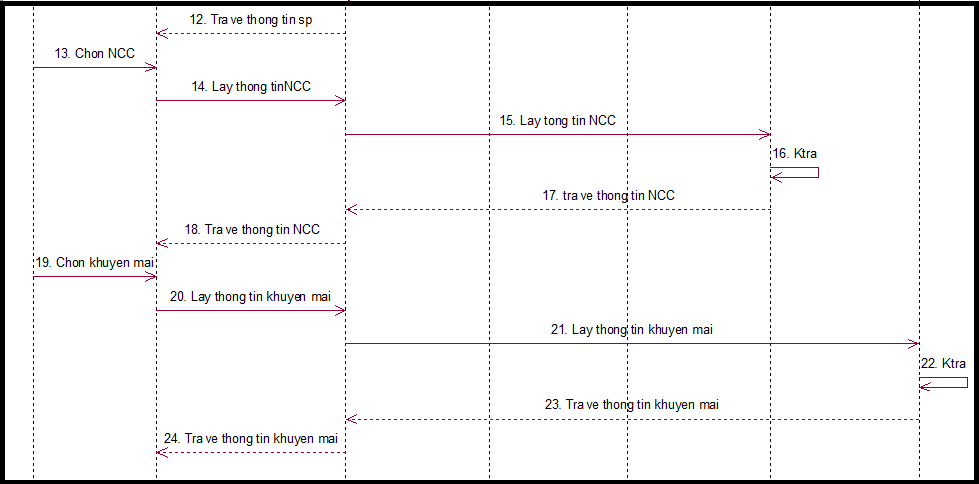 12. Tra ve thong tin sp
13. Chon NCC
14. Lay thong tinNCC
15. Lay tong tin NCC
16. Ktra
17. tra ve thong tin NCC
18. Tra ve thong tin NCC
19. Chon khuyen mai
20. Lay thong tin khuyen mai
21. Lay thong tin khuyen mai
22. Ktra
23. Tra ve thong tin khuyen mai
24. Tra ve thong tin khuyen mai